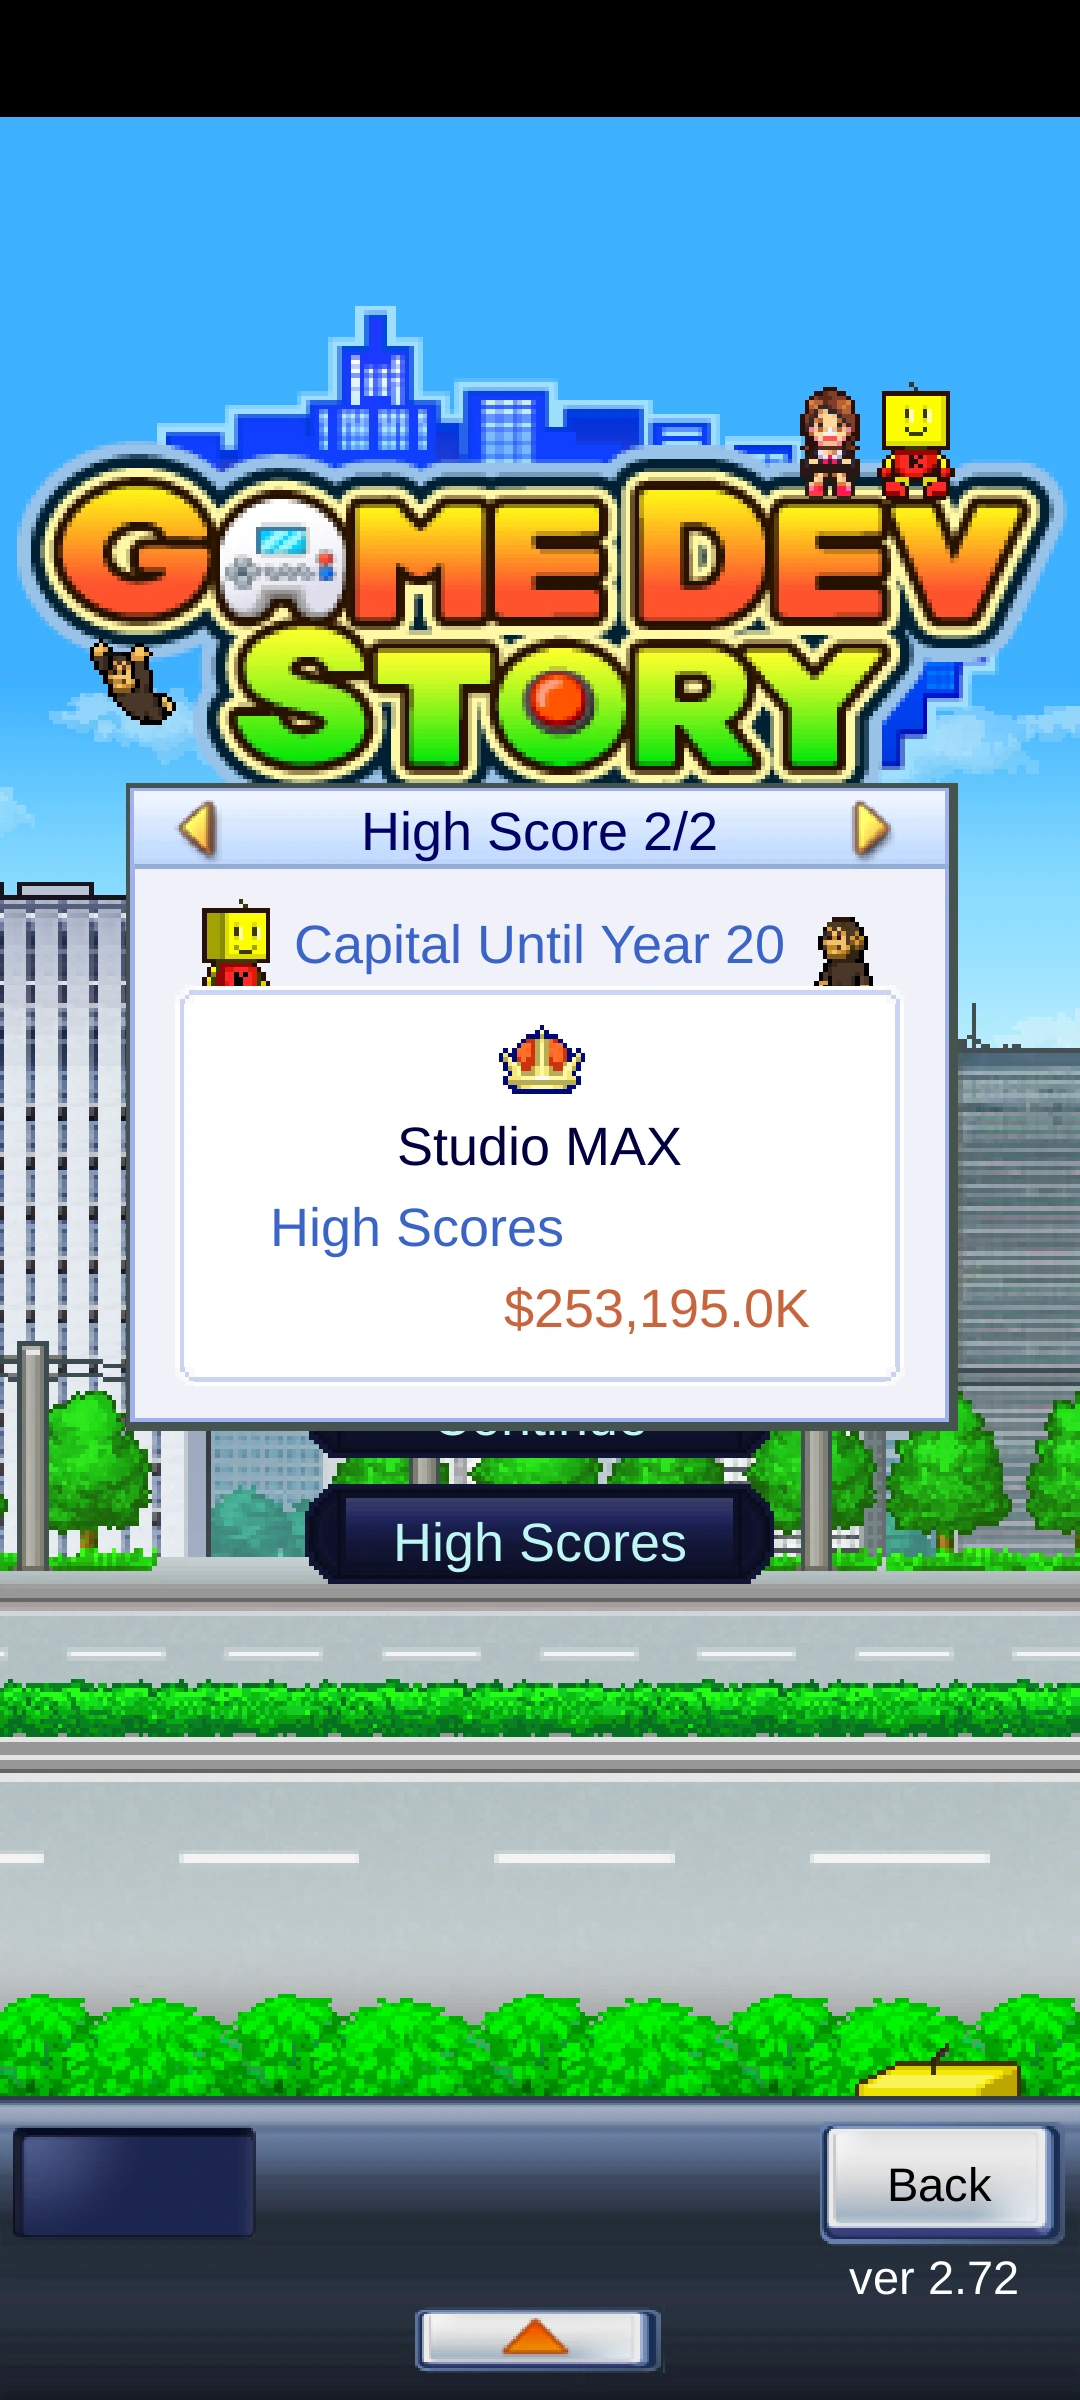 GAME DEV
STORY
High Score 2/2
Capital Until Year 20
Studio MAX
High Scores
$253,195.0K
Continue
High Scores
Back
ver 2.72